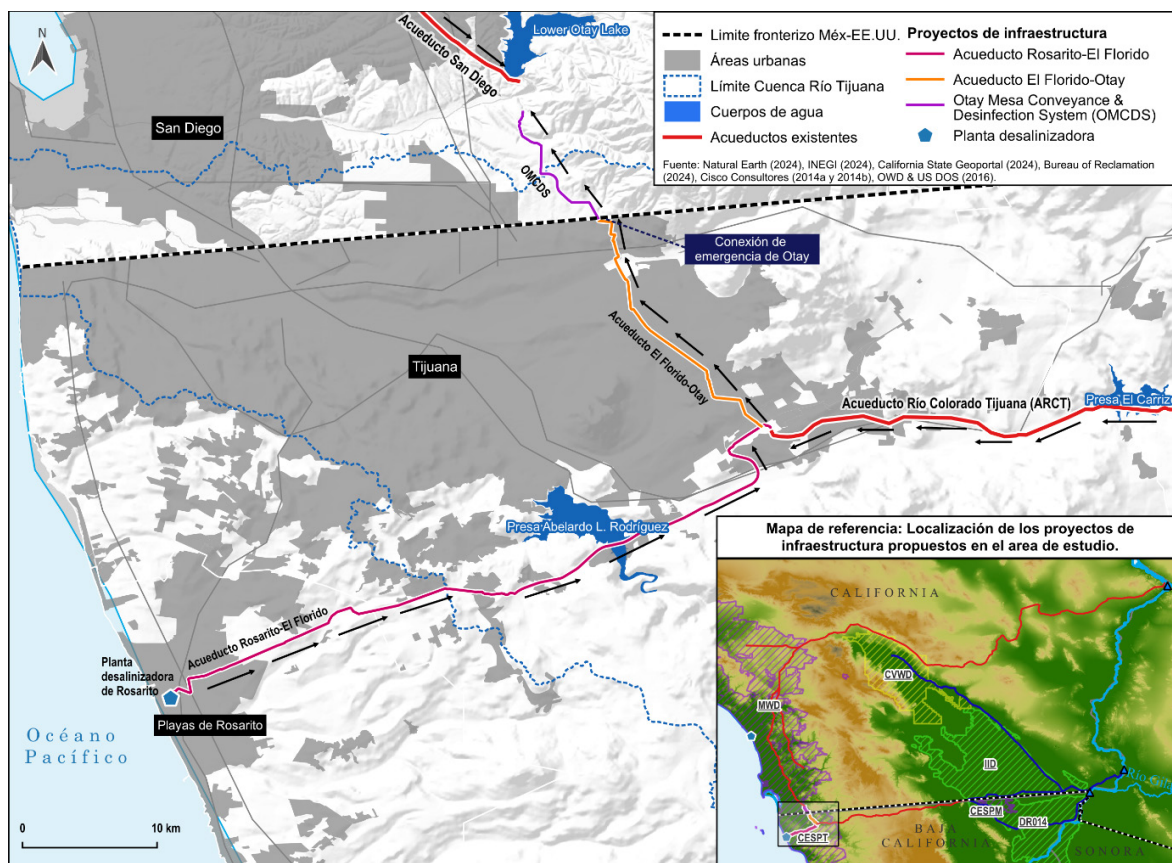 N
Lower Otay Lake
Acueducto San Diego
San Diego
OMCDS
Conexión de
emergencia de Otay
Tijuana
Acueducto El Florido-Otay
Acueducto Río Colorado Tijuana (ARCT)
Presa El Carrizo
Presa Abelardo L. Rodríguez
Acueducto Rosarito-El Florido
Planta
desalinizadora
de Rosarito
Playas de Rosarito
Océano
Pacífico
0
10 km
Limite fronterizo Méx-EE.UU.
Áreas urbanas
Límite Cuenca Río Tijuana
Cuerpos de agua
Acueductos existentes
Proyectos de infraestructura
Acueducto Rosarito-El Florido
Acueducto El Florido-Otay
Otay Mesa Conveyance &
Desinfection System (OMCDS)
Planta desalinizadora
Fuente: Natural Earth (2024), INEGI (2024), California State Geoportal (2024), Bureau of Reclamation
(2024), Cisco Consultores (2014a y 2014b), OWD & US DOS (2016).
Mapa de referencia: Localización de los proyectos de
infraestructura propuestos en el area de estudio.
CALIFORNIA
CVWD
MWD
IID
Río Gila
CESPM
DR014
CESPT
BAJA
CALIFORNIA
SONORA